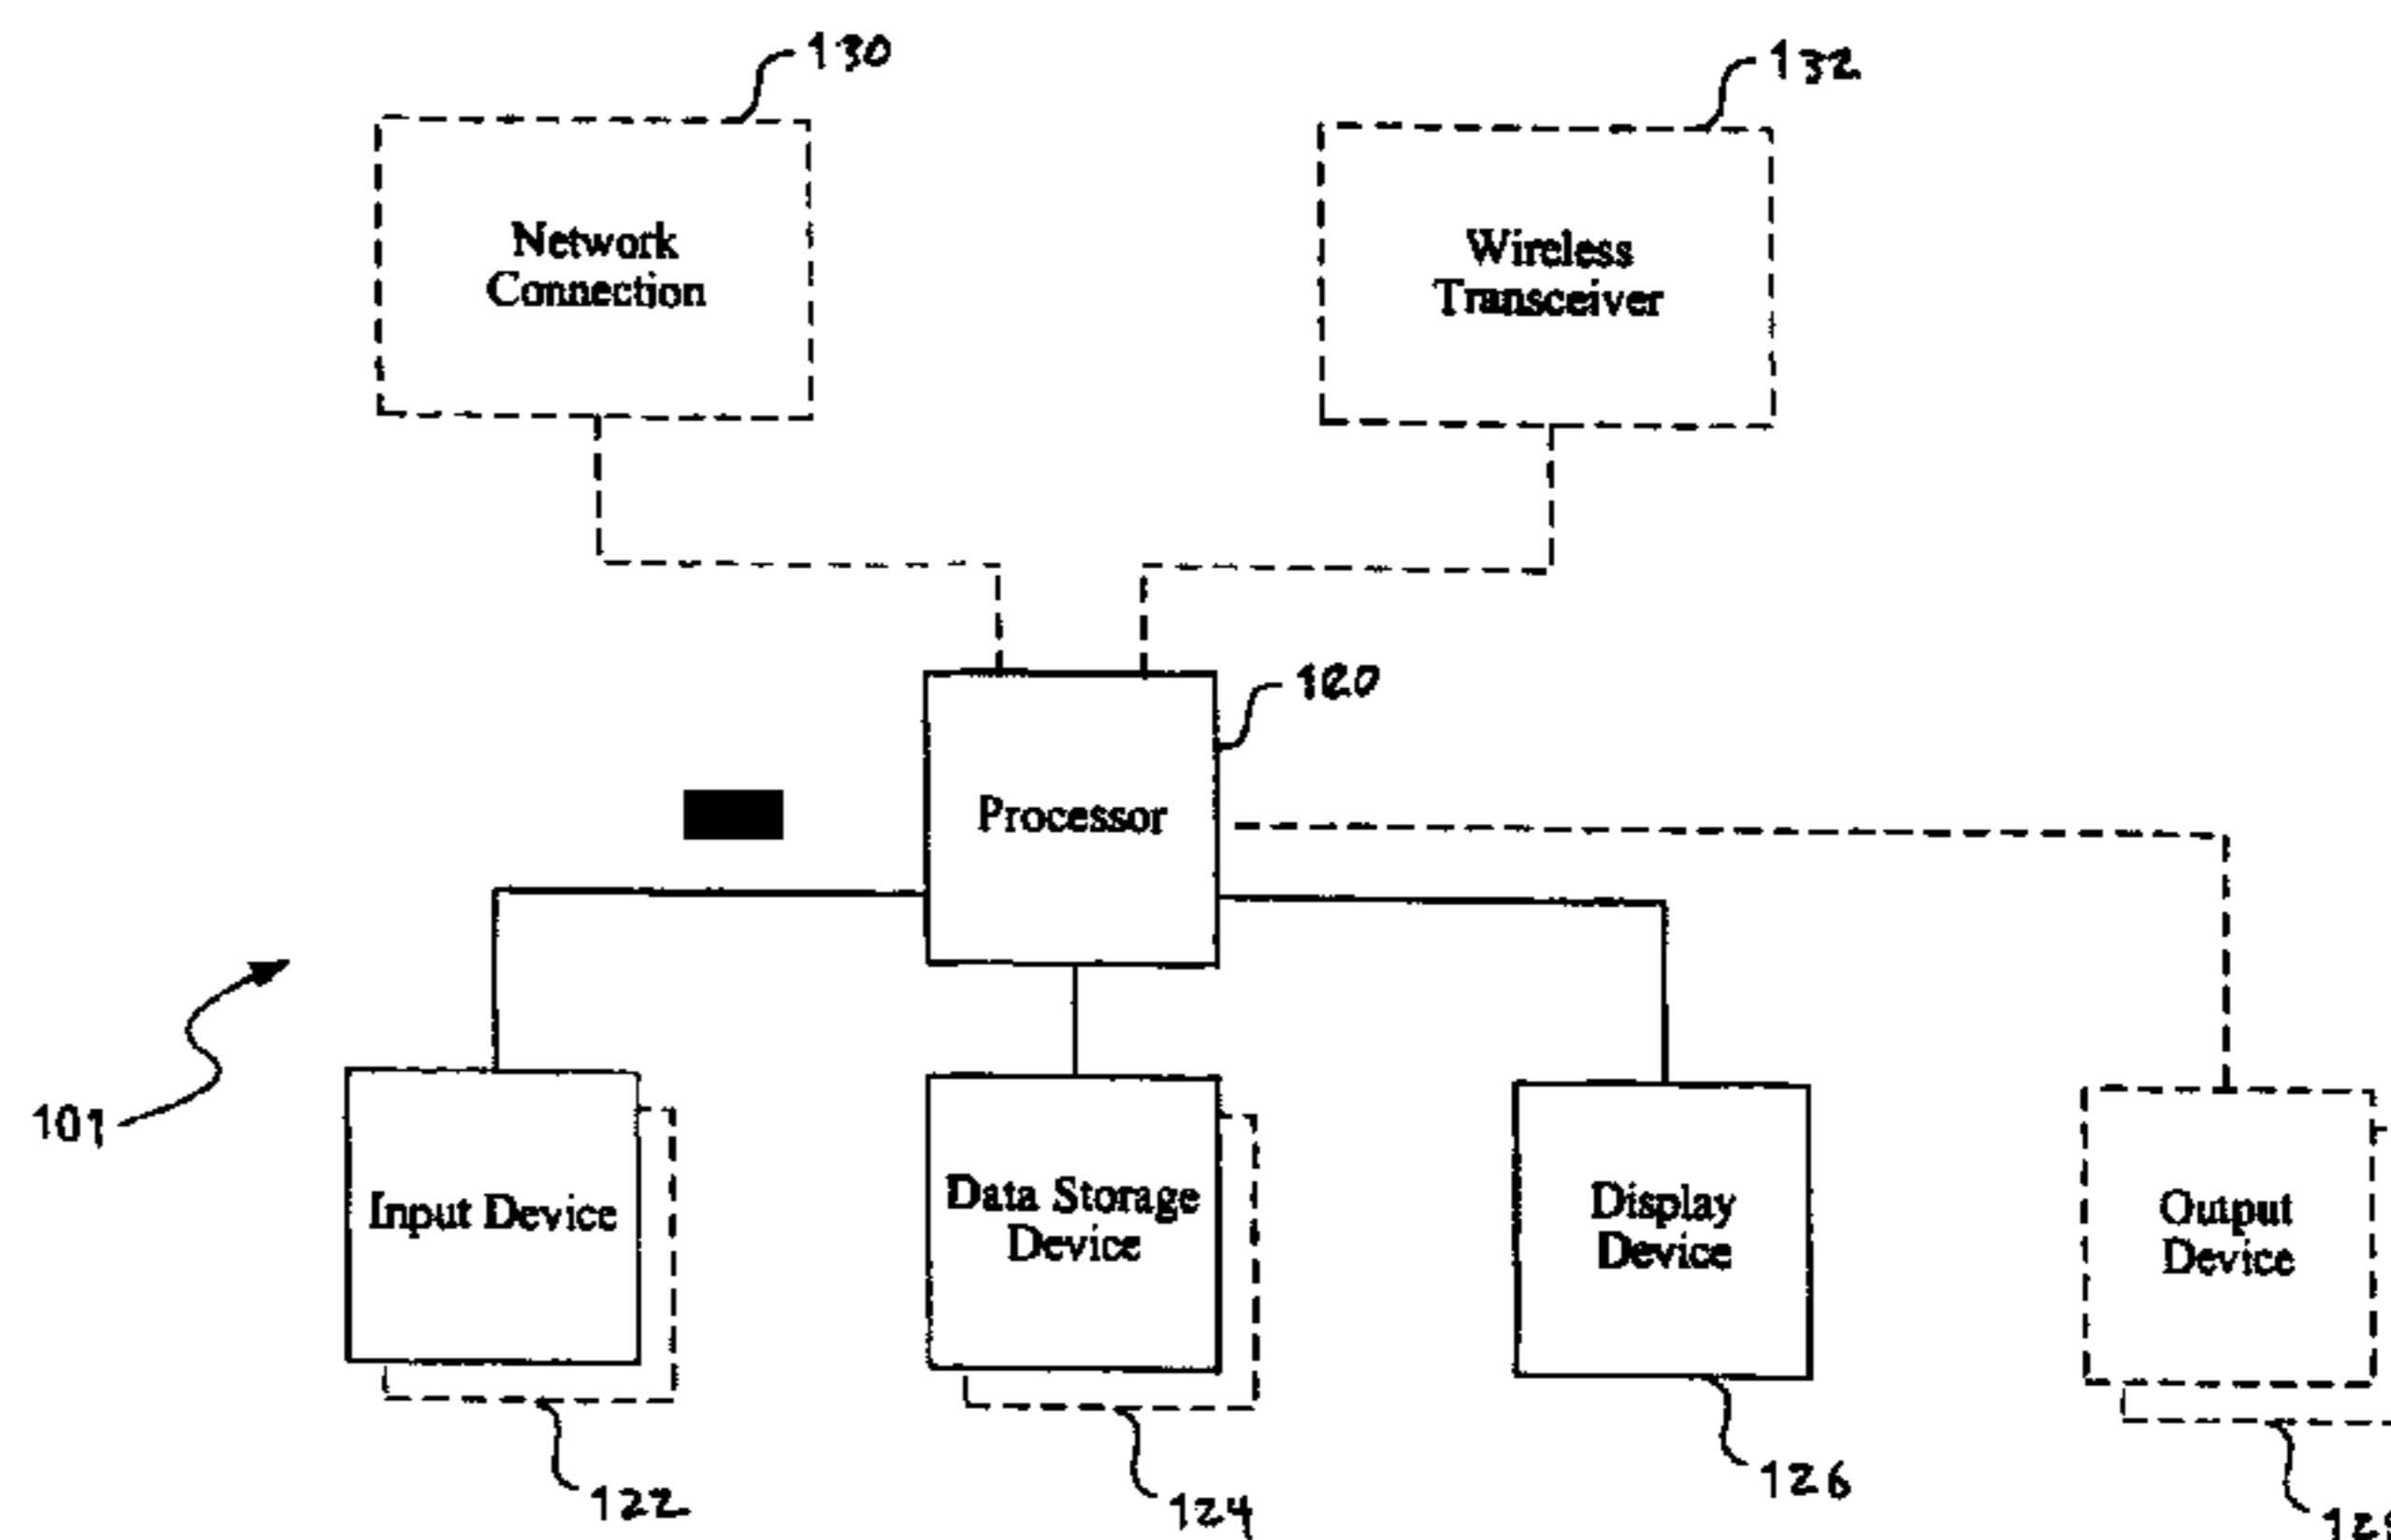 130
132
Network
Connection
Wireless
Transceiver
120
Processor
101
Input Device
Data Storage
Device
Display
Device
Output
Device
122
124
126